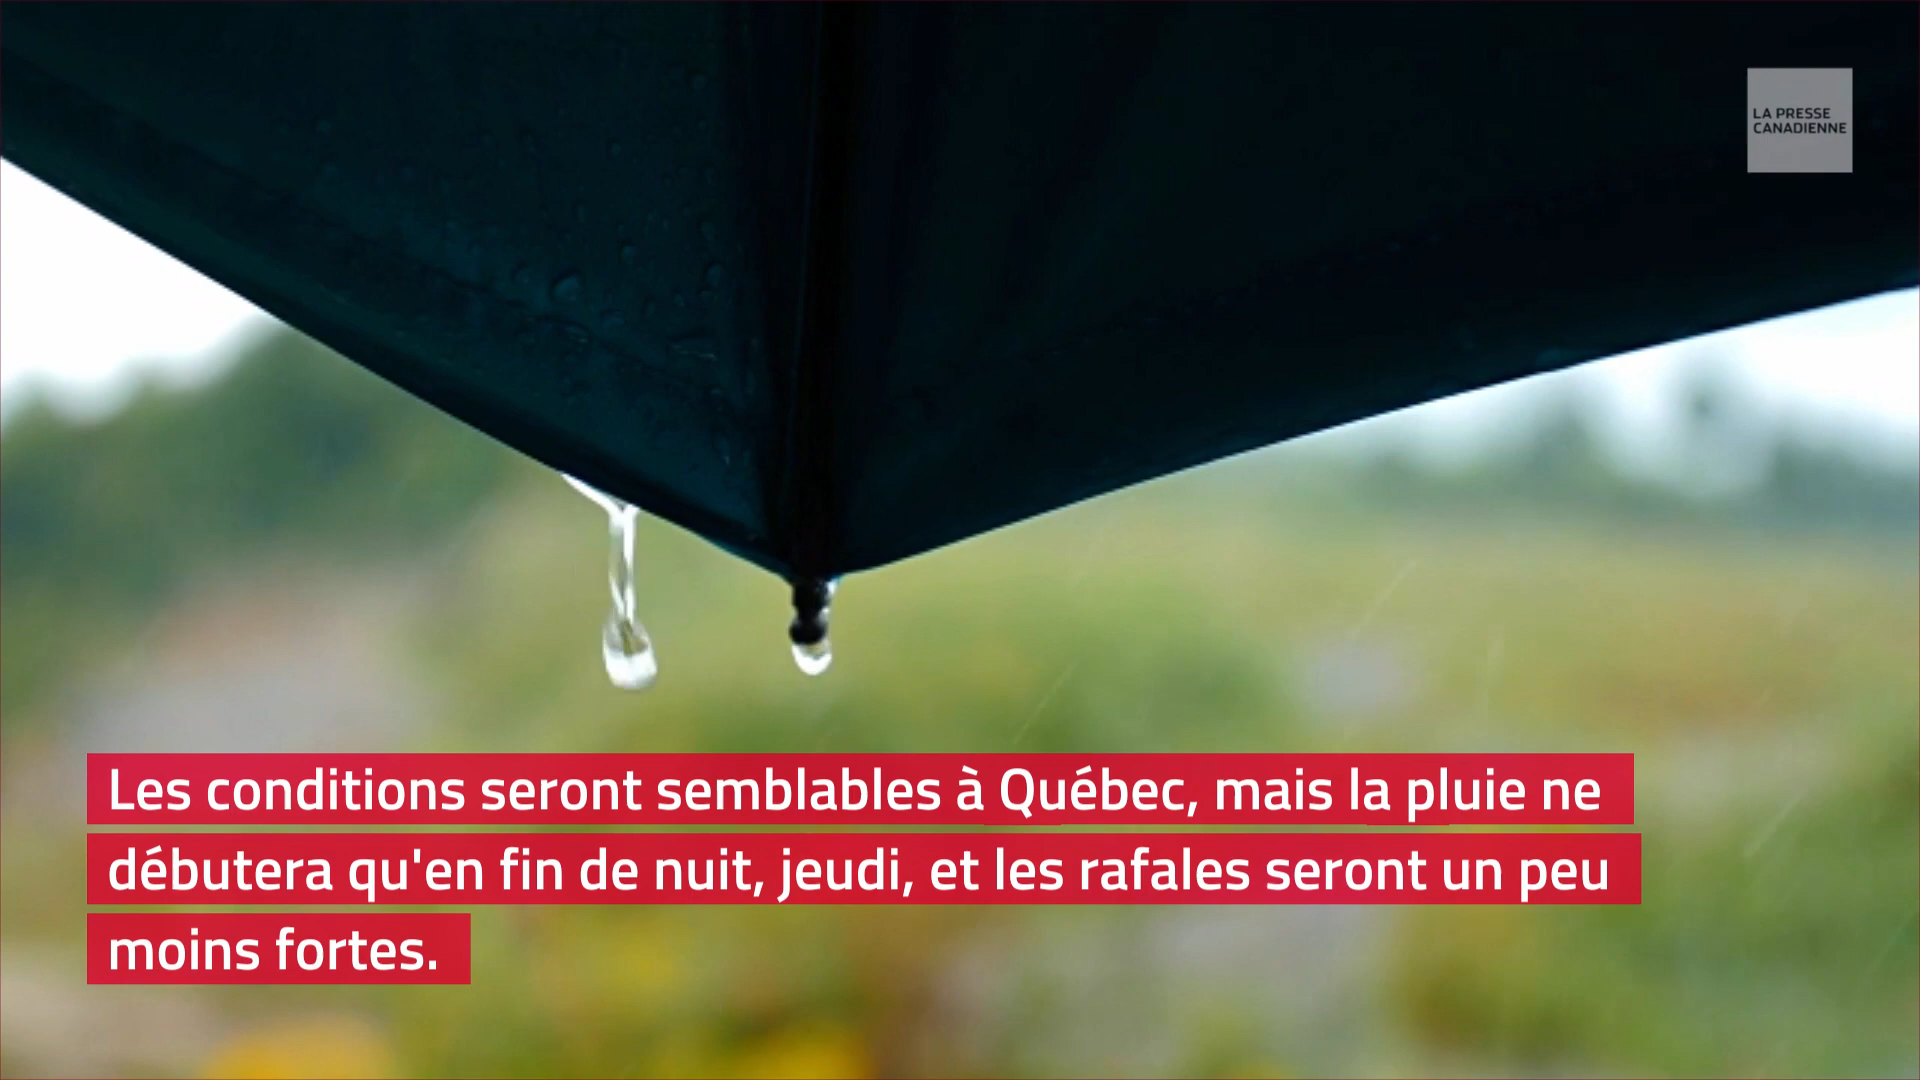 LA PRESSE
CANADIENNE
Les conditions seront semblables à Québec, mais la pluie ne
débutera qu'en fin de nuit, jeudi, et les rafales seront un peu
moins fortes.